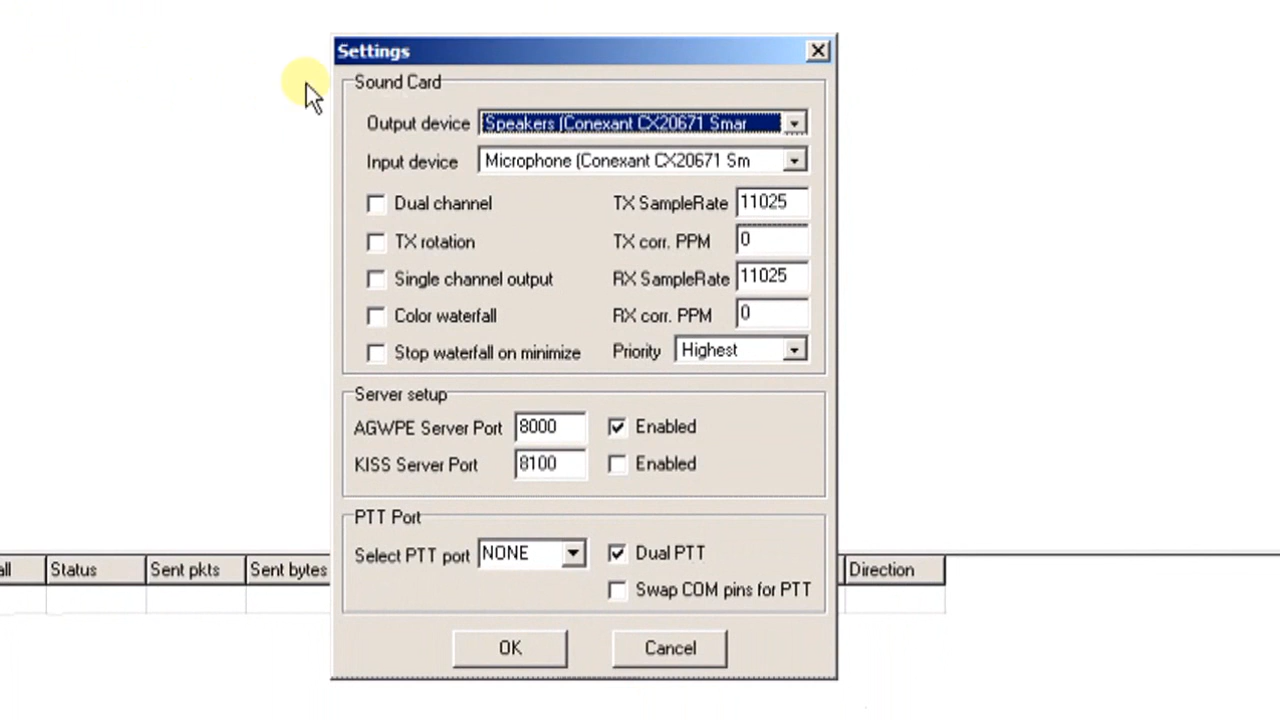 Settings
Sound Card
Output device Speakers (Conexant CX20671 Smar
Input device Microphone (Conexant CX20671 Sm
Dual channel TX SampleRate 11025
TX rotation TX corr. PPM 0
Single channel output RX SampleRate 11025
Color waterfall RX corr. PPM 0
Stop waterfall on minimize Priority Highest
Server setup
AGWPE Server Port 8000 Enabled
KISS Server Port 8100 Enabled
PTT Port
Select PTT port NONE Dual PTT
Swap COM pins for PTT
all Status Sent pkts Sent bytes Direction
OK Cancel